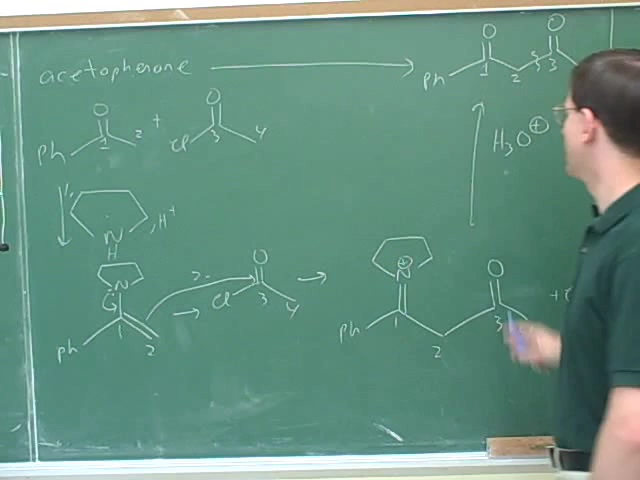 acetophenone
O O
Ph 1 2 3
O
Ph 1 2 + Cl O 3 4
H3O⊕
1. N H , H+
N
O
Cl 3 4
Ph 1 2
N⊕
O
Ph 1 2 3
+